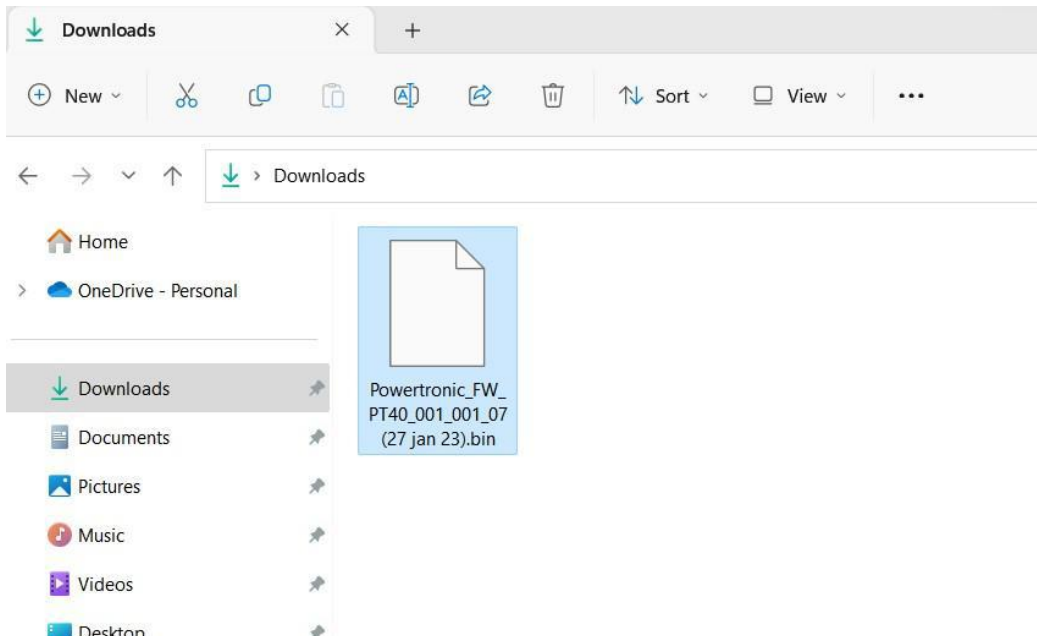 Downloads
New
Sort
View
Downloads
Home
OneDrive - Personal
Downloads
Documents
Pictures
Music
Videos
Desktop
Powertronic_FW_
PT40_001_001_07
(27 jan 23).bin